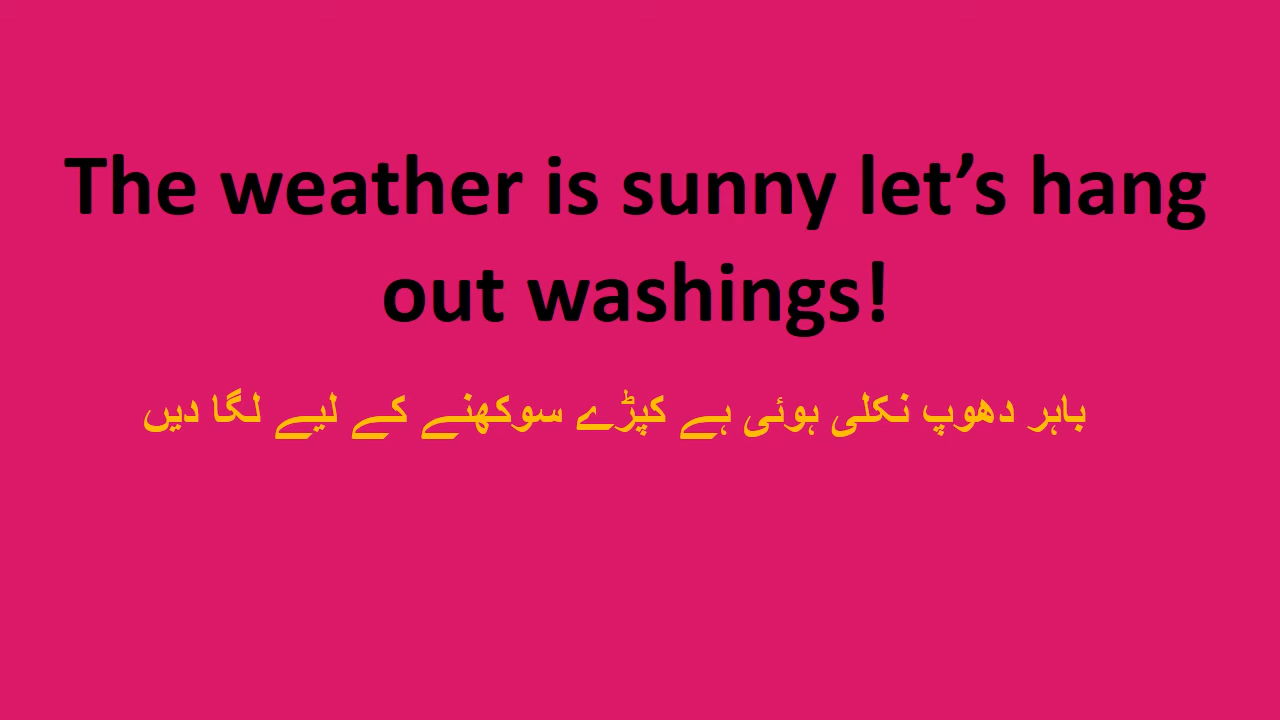 The weather is sunny let’s hang
out washings!
باہر دھوپ نکلی ہوئی ہے کپڑے سوکھنے کے لیے لگا دیں